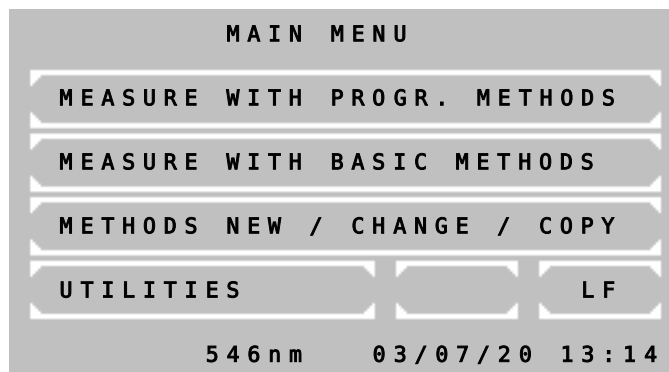 MAIN MENU
MEASURE WITH PROGR. METHODS
MEASURE WITH BASIC METHODS
METHODS NEW / CHANGE / COPY
UTILITIES LF
546nm 03/07/20 13:14